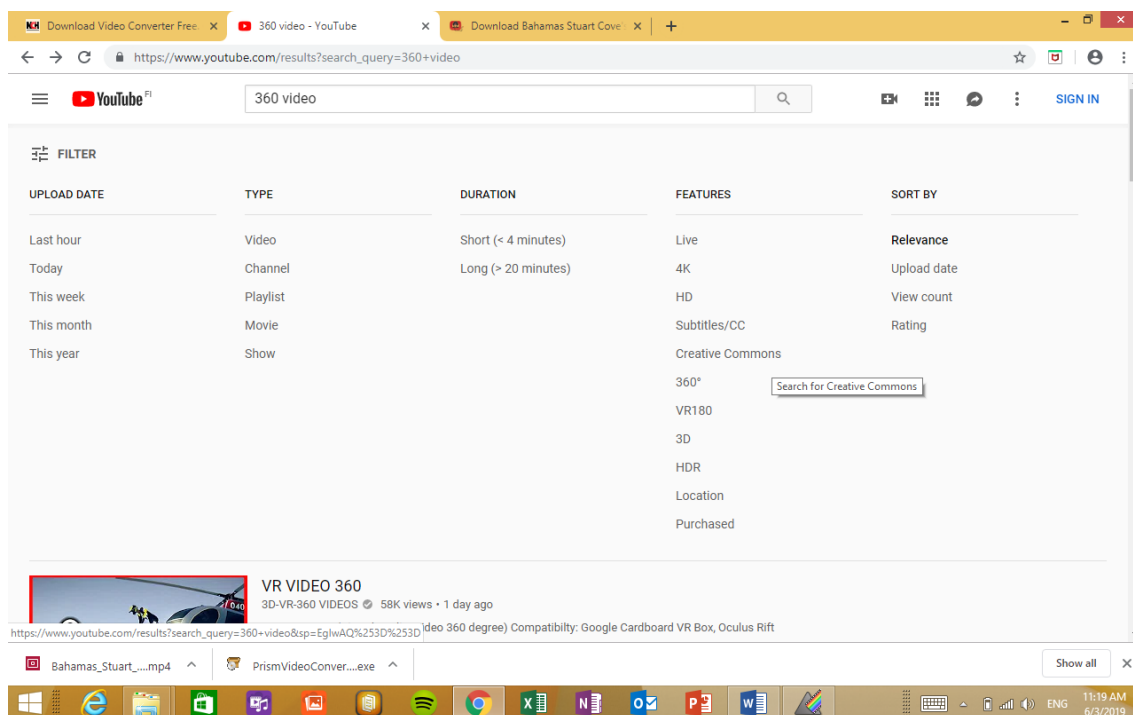 NCH Download Video Converter Free. 360 video - YouTube Download Bahamas Stuart Cove's
https://www.youtube.com/results?search_query=360+video
YouTube FI 360 video SIGN IN
FILTER
UPLOAD DATE TYPE DURATION FEATURES SORT BY
Last hour Video Short (< 4 minutes) Live Relevance
Today Channel Long (> 20 minutes) 4K Upload date
This week Playlist HD View count
This month Movie Subtitles/CC Rating
This year Show Creative Commons
360° Search for Creative Commons
VR180
3D
HDR
Location
Purchased
VR VIDEO 360
3D-VR-360 VIDEOS 58K views • 1 day ago
https://www.youtube.com/results?search_query=360+video&sp=EgIwAQ%253D%253D ideo 360 degree) Compatibilty: Google Cardboard VR Box, Oculus Rift
Bahamas_Stuart_....mp4 PrismVideoConver....exe Show all
ENG 11:19 AM
6/3/2019